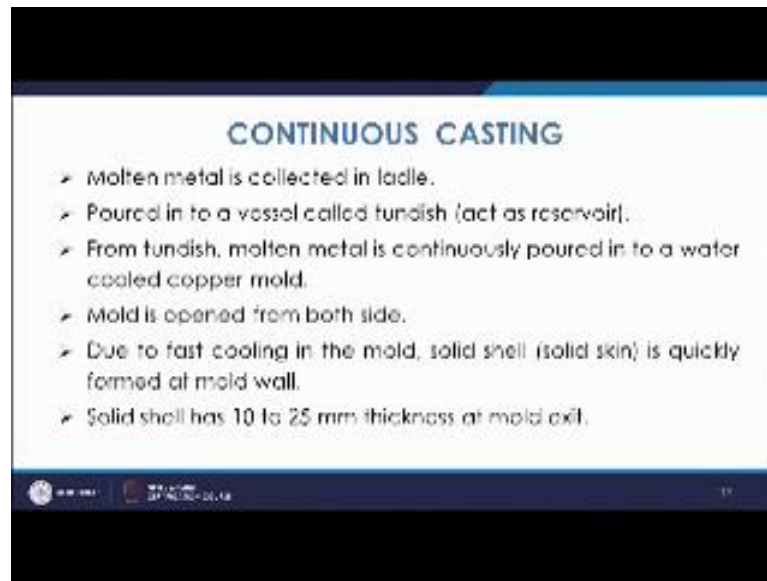 CONTINUOUS CASTING
➢ Molten metal is collected in ladle.
➢ Poured in to a vessel called tundish (act as reservoir).
➢ From tundish, molten metal is continuously poured in to a water
cooled copper mold.
➢ Mold is opened from both side.
➢ Due to fast cooling in the mold, solid shell (solid skin) is quickly
formed at mold wall.
➢ Solid shell has 10 to 25 mm thickness at mold exit.